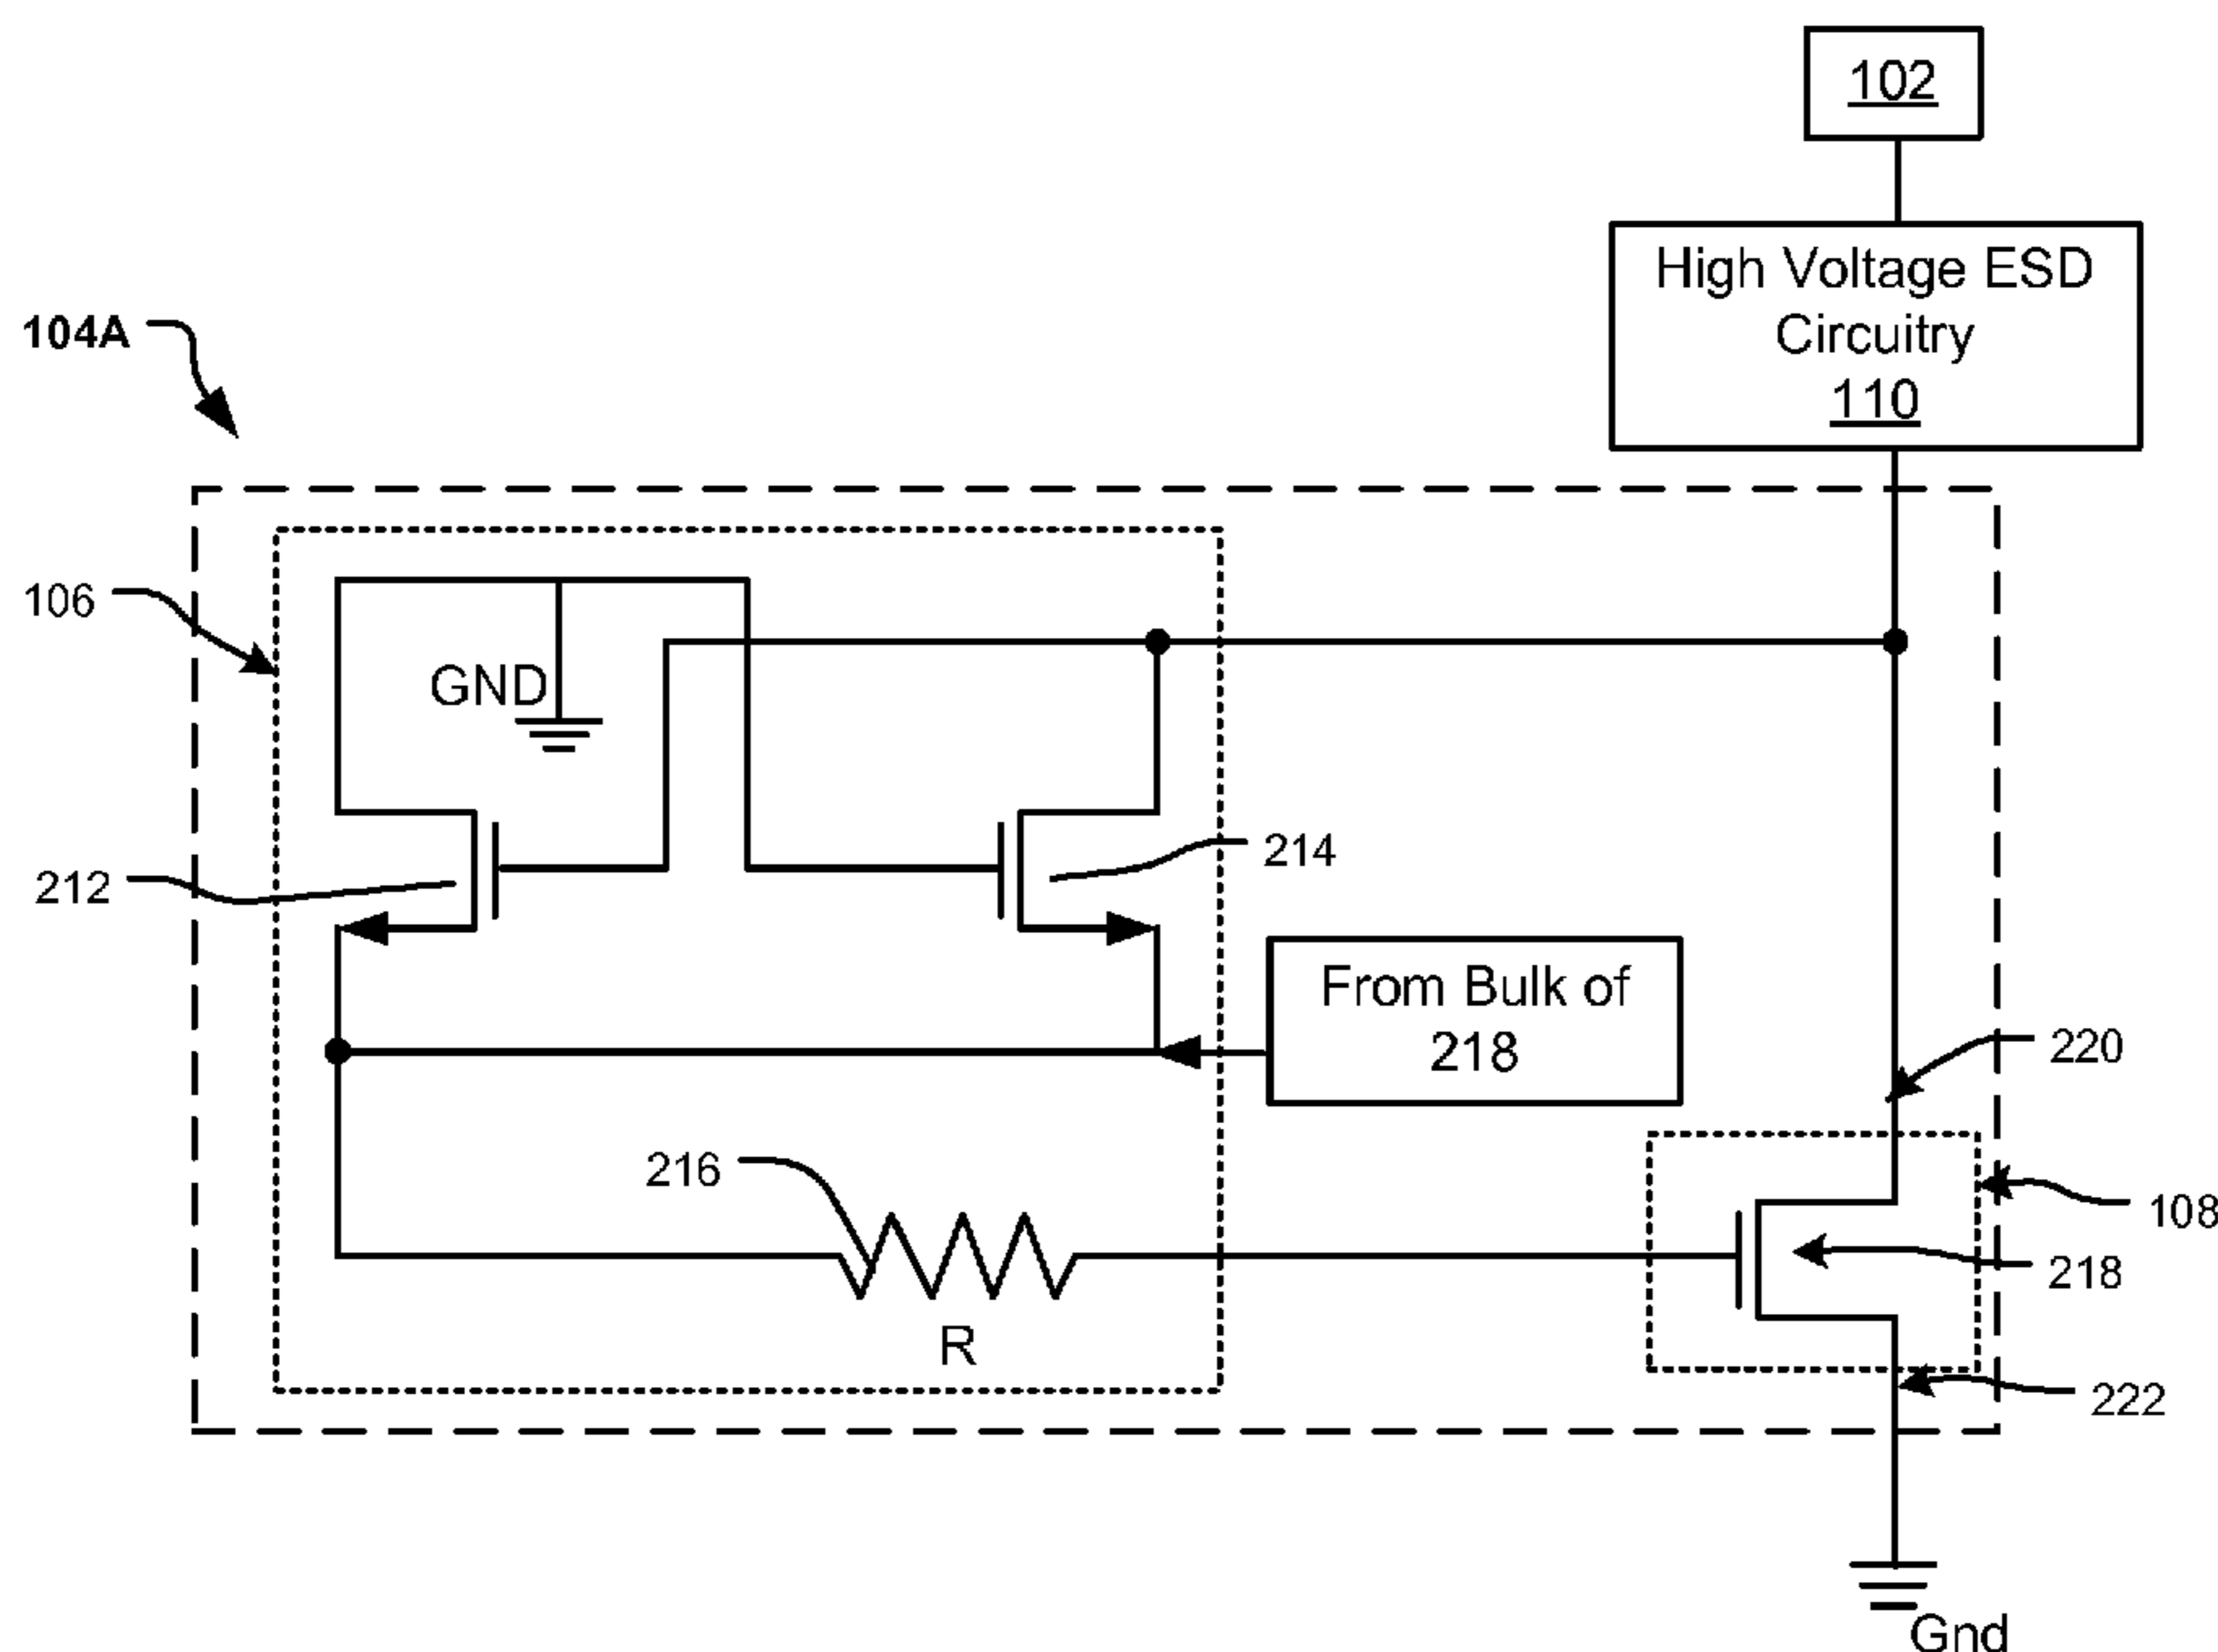 102
High Voltage ESD
Circuitry
110
104A
106
GND
214
212
From Bulk of
218
220
216
108
218
R
222
Gnd